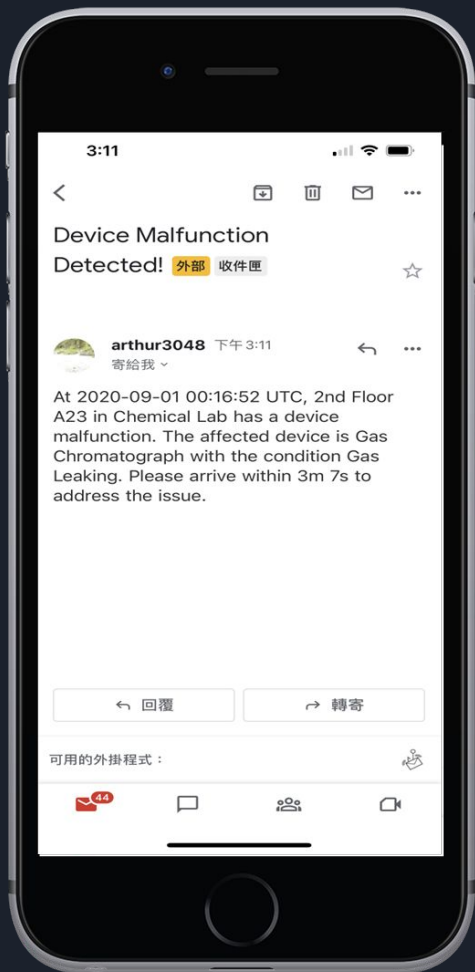 3:11
Device Malfunction
Detected! 外部 收件匣
arthur3048 下午 3:11
寄給我
At 2020-09-01 00:16:52 UTC, 2nd Floor
A23 in Chemical Lab has a device
malfunction. The affected device is Gas
Chromatograph with the condition Gas
Leaking. Please arrive within 3m 7s to
address the issue.
回覆 轉寄
可用的外掛程式：
44